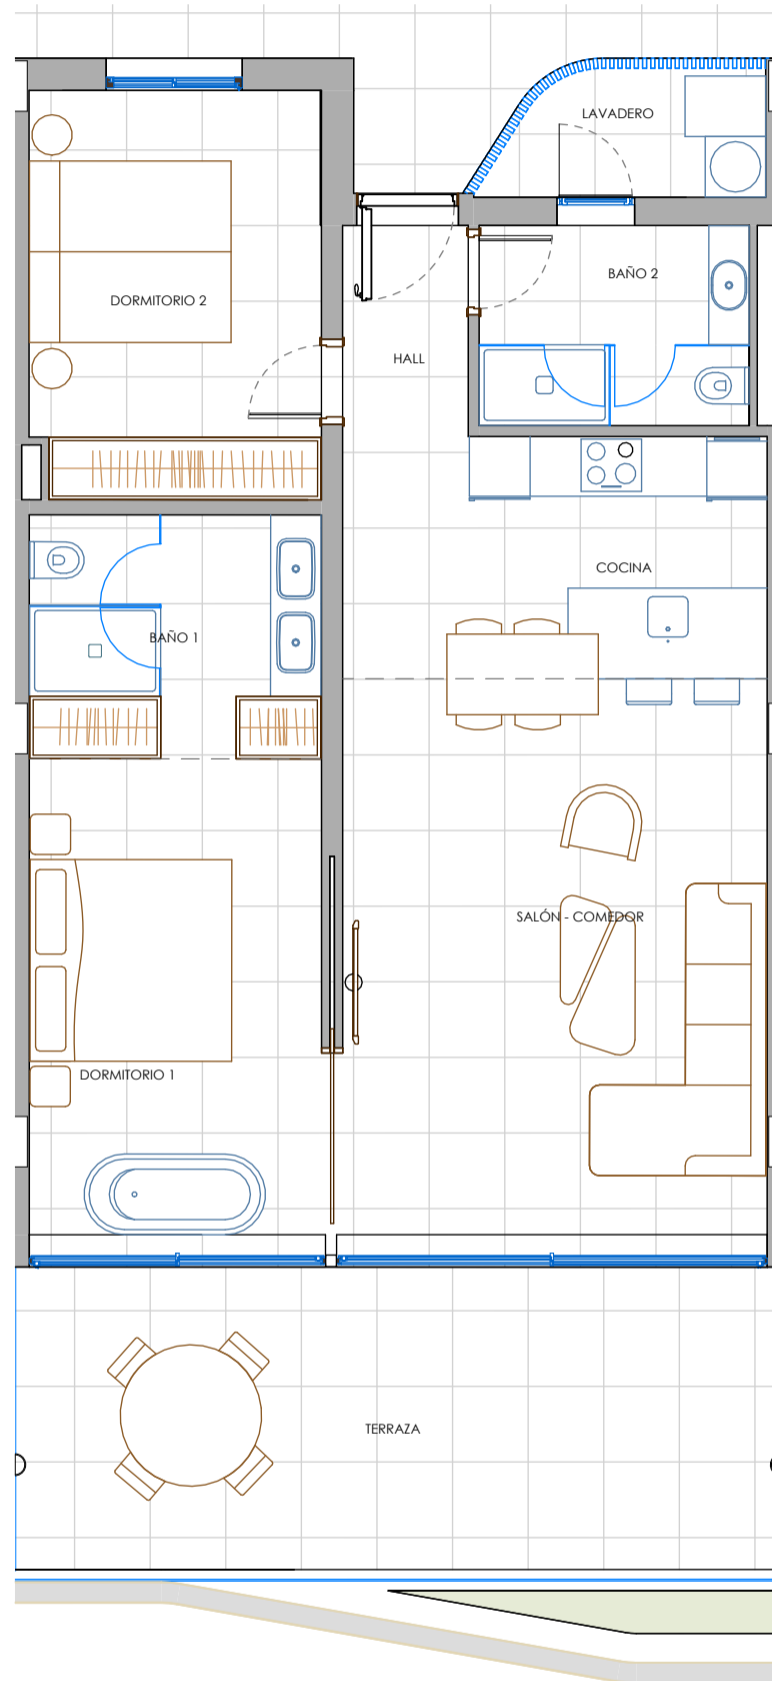 LAVADERO
BAÑO 2
DORMITORIO 2
HALL
COCINA
BAÑO 1
SALÓN - COMEDOR
DORMITORIO 1
TERRAZA